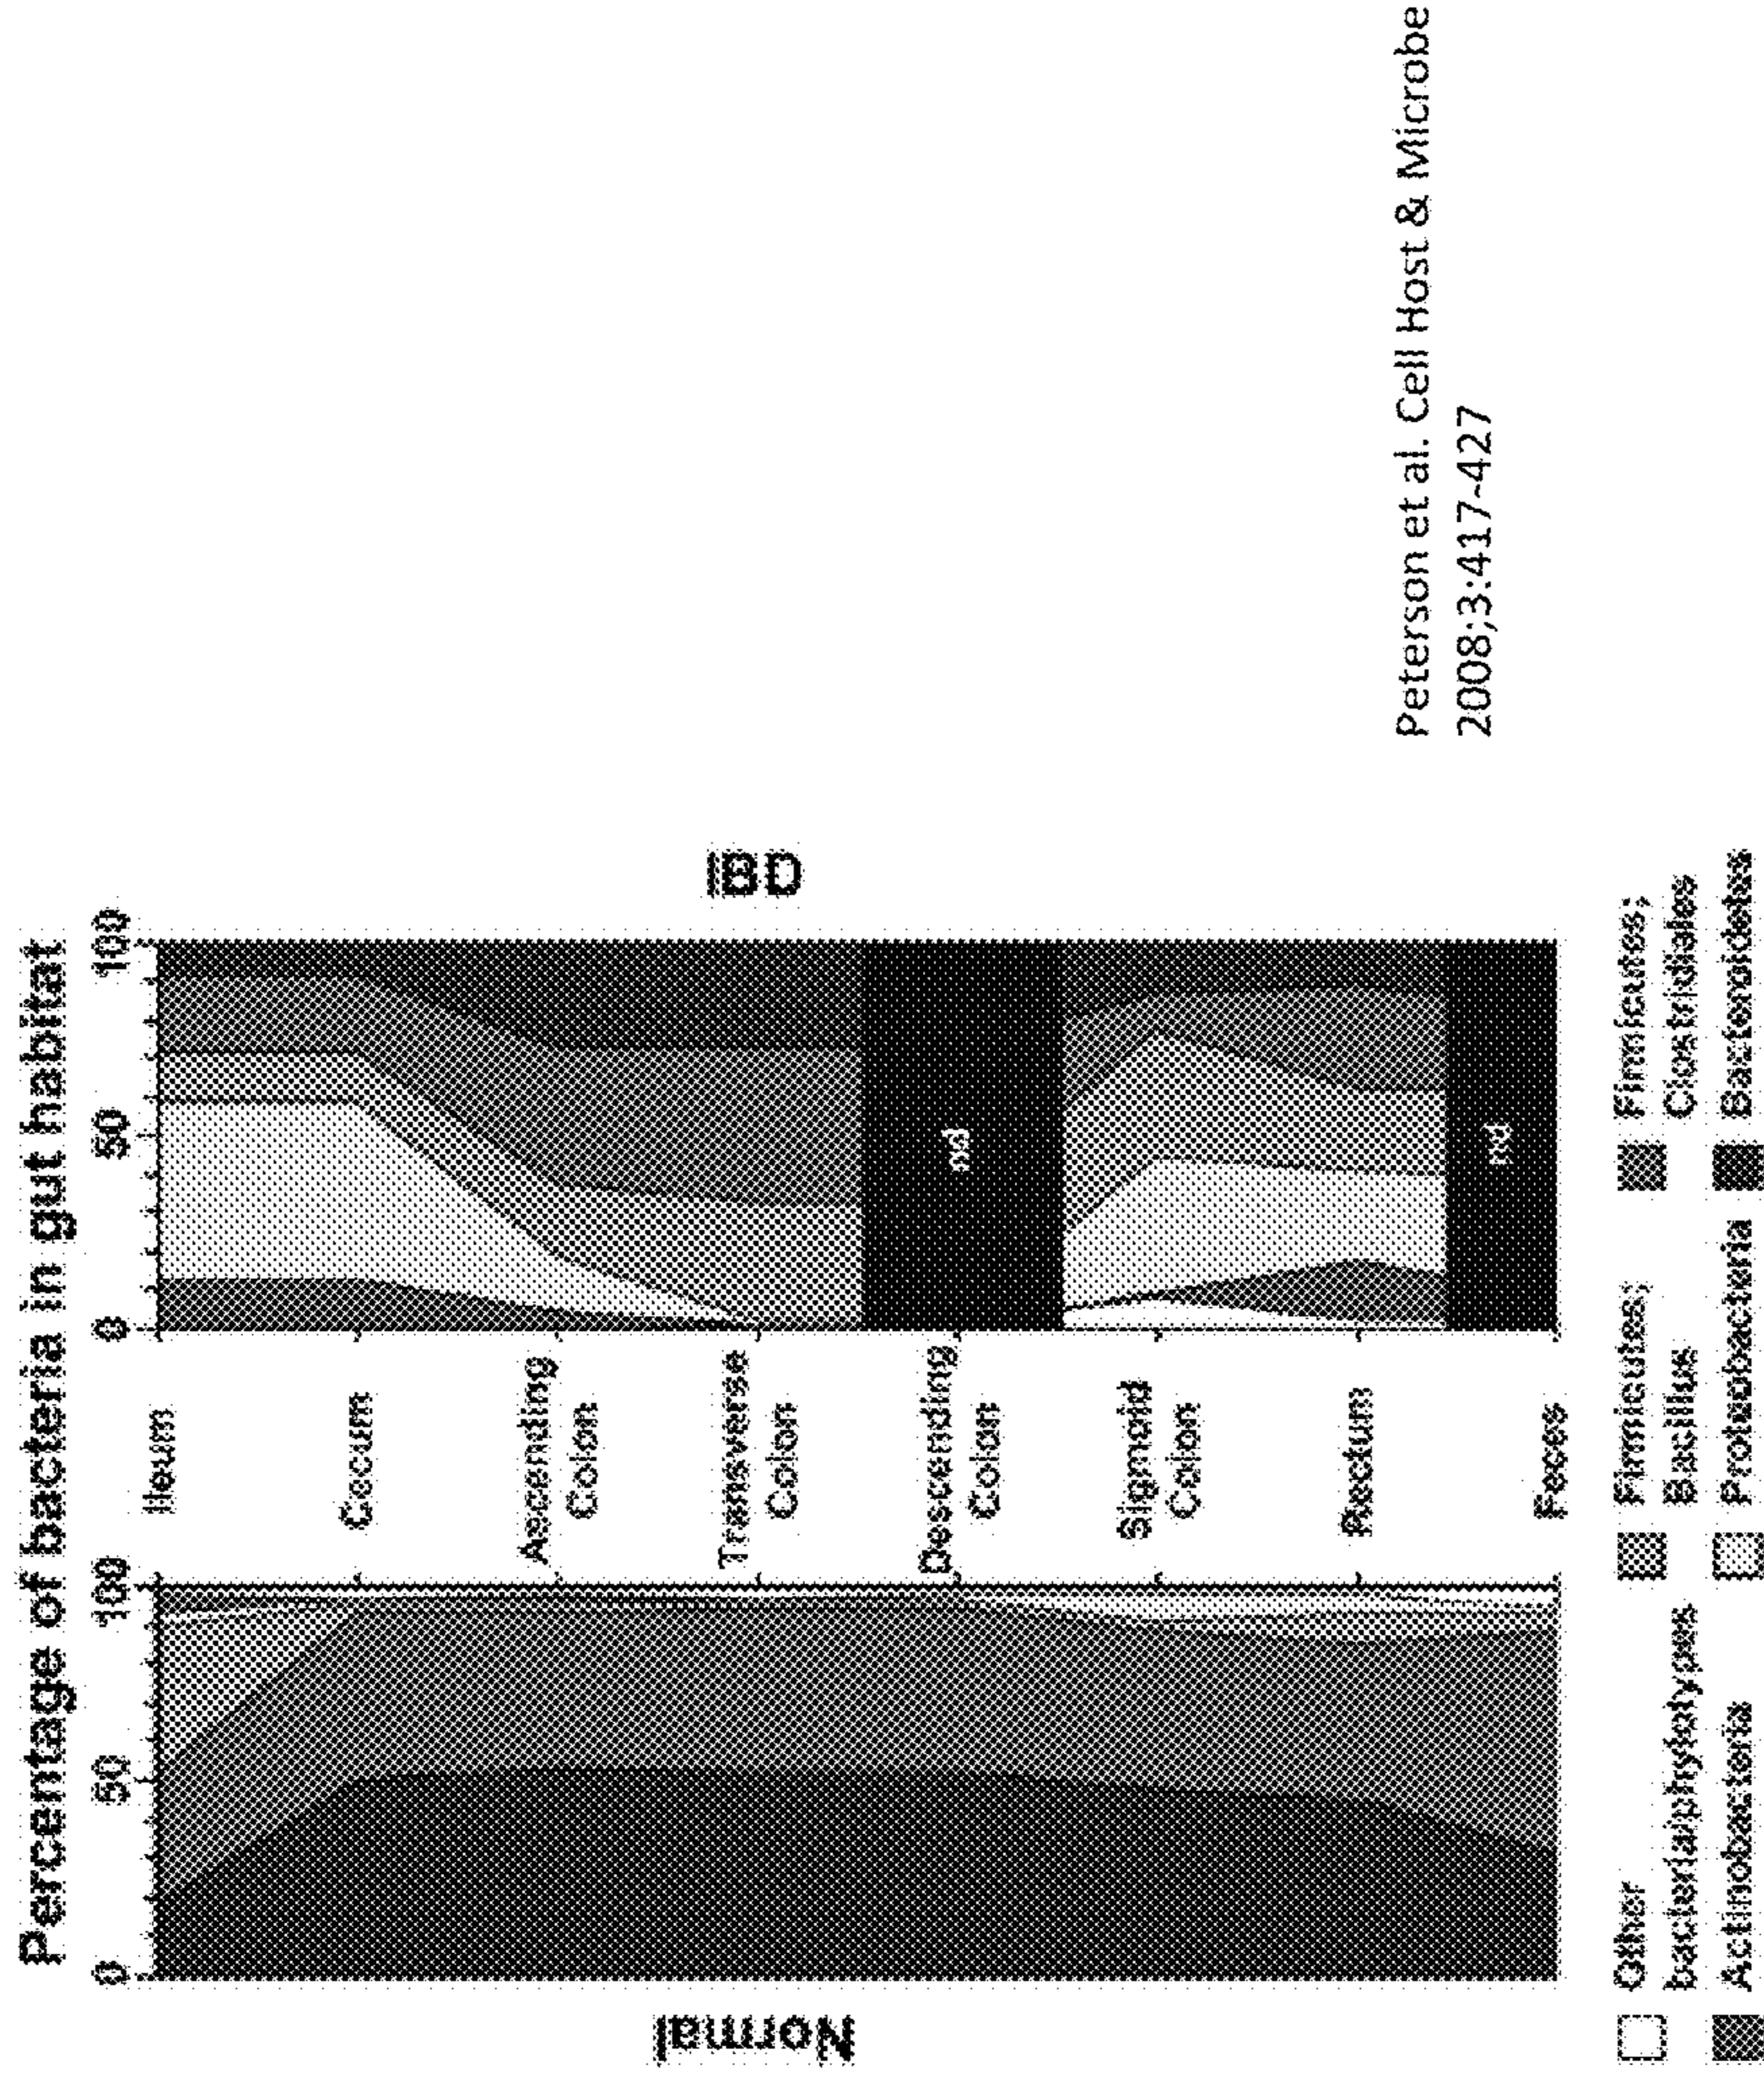 Percentage of bacteria in gut habitat
0 50 100
0 50 100
Normal
IBD
Ileum
Cecum
Ascending
Colon
Transverse
Colon
Descending
Colon
Sigmoid
Colon
Rectum
Feces
nd
nd
Other
bacteria/phylotypes
Firmicutes;
Bacillus
Firmicutes;
Clostridiales
Actinobacteria
Proteobacteria
Bacteroidetes
Peterson et al. Cell Host & Microbe
2008;3:417-427